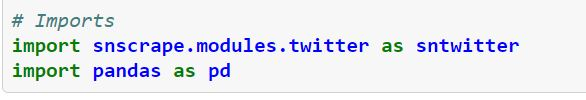 # Imports
import snscrape.modules.twitter as sntwitter
import pandas as pd